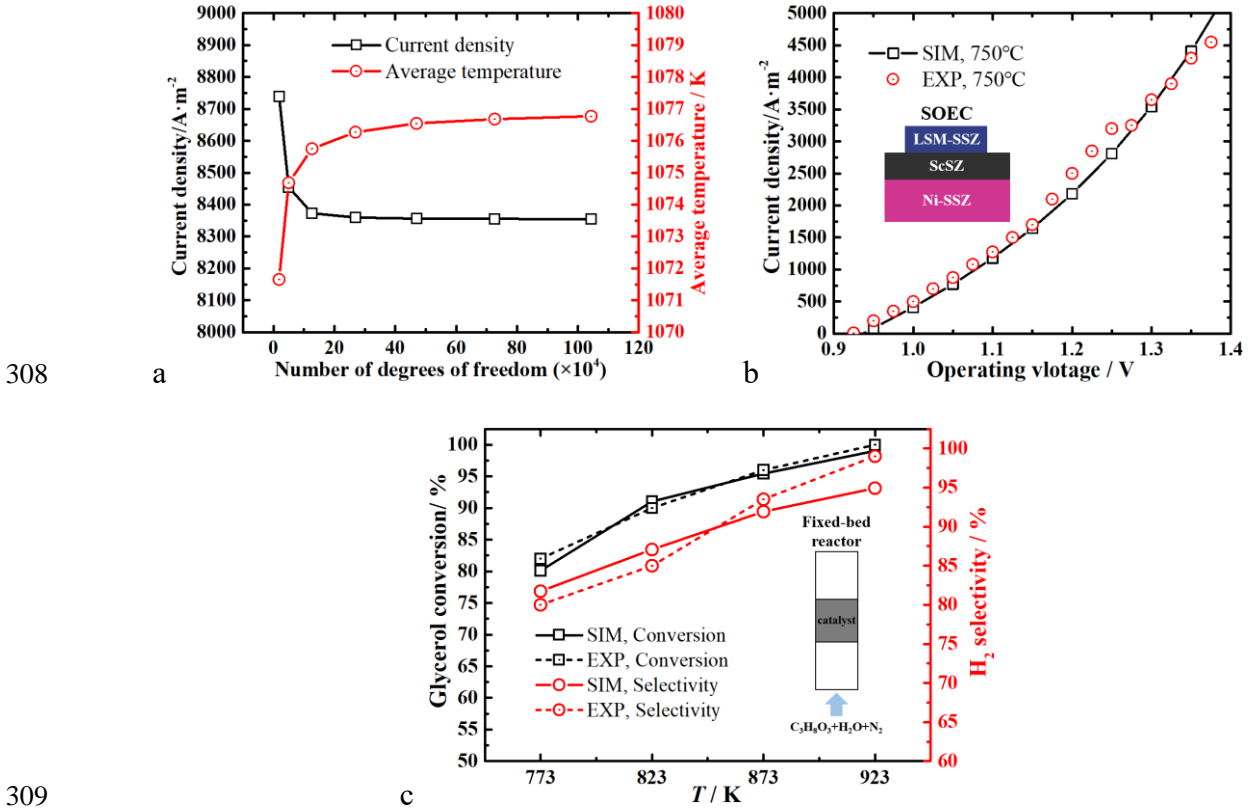 9000
8900
8800
8700
8600
8500
8400
8300
8200
8100
8000
Current density/A·m⁻²
Current density
Average temperature
1080
1079
1078
1077
1076
1075
1074
1073
1072
1071
1070
Average temperature / K
0 20 40 60 80 100 120
Number of degrees of freedom (×10⁴)
308
a
5000
4500
4000
3500
3000
2500
2000
1500
1000
500
0
Current density/A·m⁻²
SIM, 750°C
EXP, 750°C
SOEC
LSM-SSZ
ScSZ
Ni-SSZ
0.9 1.0 1.1 1.2 1.3 1.4
Operating vlotage / V
b
100
95
90
85
80
75
70
65
60
55
50
Glycerol conversion/ %
SIM, Conversion
EXP, Conversion
SIM, Selectivity
EXP, Selectivity
Fixed-bed
reactor
catalyst
C₃H₈O₃+H₂O+N₂
100
95
90
85
80
75
70
65
60
H₂ selectivity / %
773 823 873 923
T / K
309
c